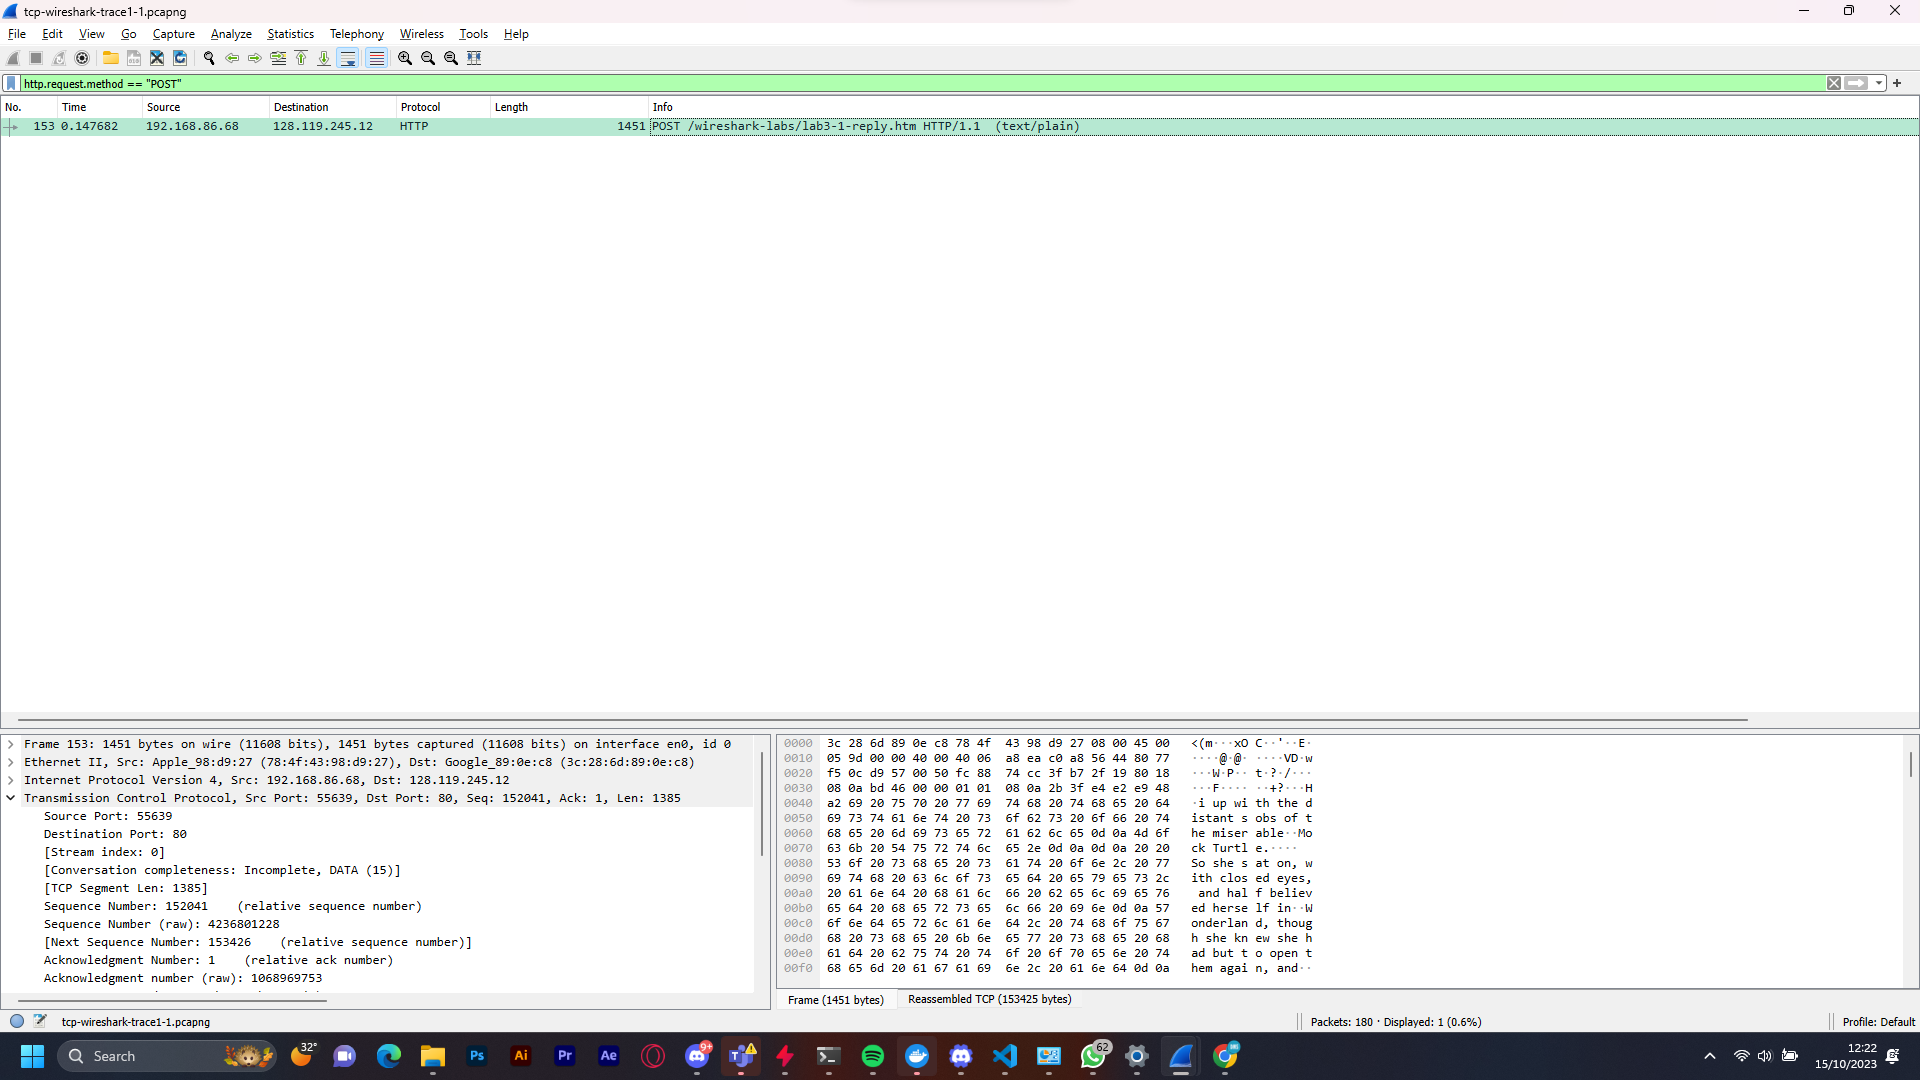 tcp-wireshark-trace1-1.pcapng
File Edit View Go Capture Analyze Statistics Telephony Wireless Tools Help
http.request.method == "POST"
No. Time Source Destination Protocol Length Info
153 0.147682 192.168.86.68 128.119.245.12 HTTP 1451 POST /wireshark-labs/lab3-1-reply.htm HTTP/1.1 (text/plain)
Frame 153: 1451 bytes on wire (11608 bits), 1451 bytes captured (11608 bits) on interface en0, id 0
Ethernet II, Src: Apple_98:d9:27 (78:4f:43:98:d9:27), Dst: Google_89:0e:c8 (3c:28:6d:89:0e:c8)
Internet Protocol Version 4, Src: 192.168.86.68, Dst: 128.119.245.12
Transmission Control Protocol, Src Port: 55639, Dst Port: 80, Seq: 152041, Ack: 1, Len: 1385
Source Port: 55639
Destination Port: 80
[Stream index: 0]
[Conversation completeness: Incomplete, DATA (15)]
[TCP Segment Len: 1385]
Sequence Number: 152041 (relative sequence number)
Sequence Number (raw): 4236801228
[Next Sequence Number: 153426 (relative sequence number)]
Acknowledgment Number: 1 (relative ack number)
Acknowledgment number (raw): 1068969753
0000 3c 28 6d 89 0e c8 78 4f 43 98 d9 27 08 00 45 00 <(m···xO C··'··E·
0010 05 9d 00 00 40 00 40 06 a8 ea c0 a8 56 44 80 77 ····@·@· ····VD·w
0020 f5 0c d9 57 00 50 fc 88 74 cc 3f b7 2f 19 80 18 ···W·P·· t·?·/···
0030 08 0a bd 46 00 00 01 01 08 0a 2b 3f e4 e2 e9 48 ···F···· ··+?···H
0040 a2 69 20 75 70 20 77 69 74 68 20 74 68 65 20 64 ·i up wi th the d
0050 69 73 74 61 6e 74 20 73 6f 62 73 20 6f 66 20 74 istant s obs of t
0060 68 65 20 6d 69 73 65 72 61 62 6c 65 0d 0a 4d 6f he miser able··Mo
0070 63 6b 20 54 75 72 74 6c 65 2e 0d 0a 0d 0a 20 20 ck Turtl e.····
0080 53 6f 20 73 68 65 20 73 61 74 20 6f 6e 2c 20 77 So she s at on, w
0090 69 74 68 20 63 6c 6f 73 65 64 20 65 79 65 73 2c ith clos ed eyes,
00a0 20 61 6e 64 20 68 61 6c 66 20 62 65 6c 69 65 76 and hal f believ
00b0 65 64 20 68 65 72 73 65 6c 66 20 69 6e 0d 0a 57 ed herse lf in··W
00c0 6f 6e 64 65 72 6c 61 6e 64 2c 20 74 68 6f 75 67 onderlan d, thoug
00d0 68 20 73 68 65 20 6b 6e 65 77 20 73 68 65 20 68 h she kn ew she h
00e0 61 64 20 62 75 74 20 74 6f 20 6f 70 65 6e 20 74 ad but t o open t
00f0 68 65 6d 20 61 67 61 69 6e 2c 20 61 6e 64 0d 0a hem agai n, and··
Frame (1451 bytes) Reassembled TCP (153425 bytes)
tcp-wireshark-trace1-1.pcapng Packets: 180 · Displayed: 1 (0.6%) Profile: Default
Search 32° Ps Ai Pr Ae 9+ 62 12:22
15/10/2023